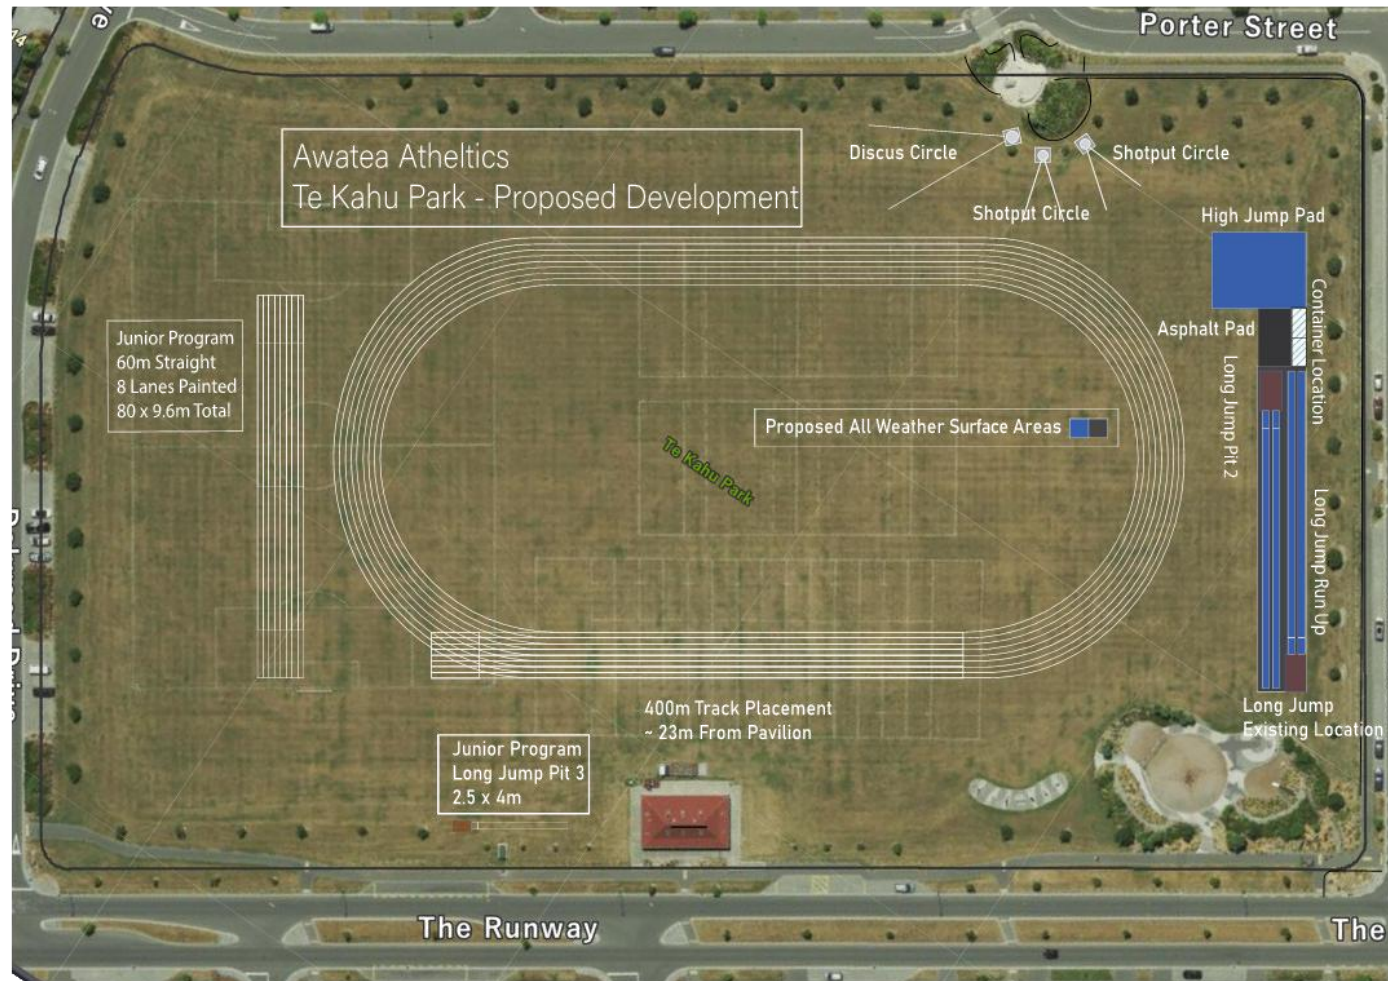 Porter Street
ve
14
Awatea Atheltics
Te Kahu Park - Proposed Development
Discus Circle
Shotput Circle
Shotput Circle
High Jump Pad
Container Location
Asphalt Pad
Long Jump Pit 2
Junior Program
60m Straight
8 Lanes Painted
80 x 9.6m Total
Proposed All Weather Surface Areas
Te Kahu Park
Long Jump Run Up
Long Jump
Existing Location
400m Track Placement
~ 23m From Pavilion
Junior Program
Long Jump Pit 3
2.5 x 4m
The Runway
The